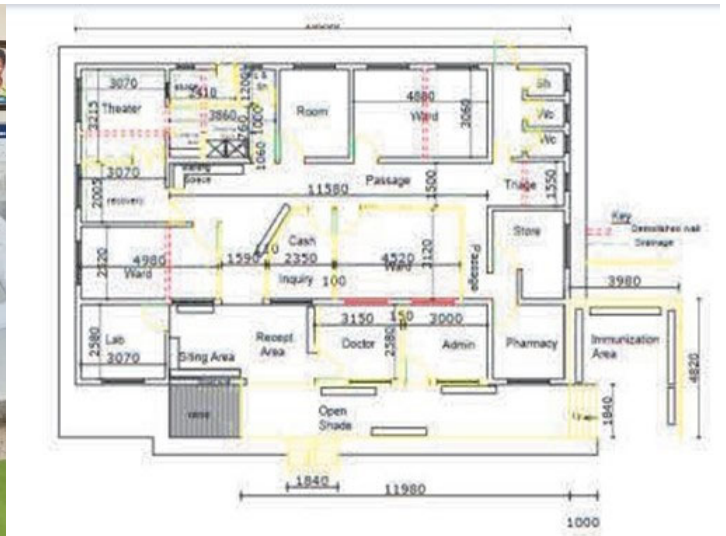 3070
2410
1200
Theater
3215
3860
760
1000
Room
4880
Ward
3060
Sh
Wc
Wc
1060
3070
Passage
Triage
1550
1500
11580
2005
recovery
Space
Store
Key
Demolished wall
Drainage
Cash
4980
1590
2350
4520
3120
Passage
2520
Ward
Inquiry
100
Ward
3980
3150
150
3000
Lab
2580
3070
Siting Area
Recept.
Area
Doctor
2580
Admin
Pharmacy
Immunization
Area
4820
Open
Shade
1840
1840
11980
1000